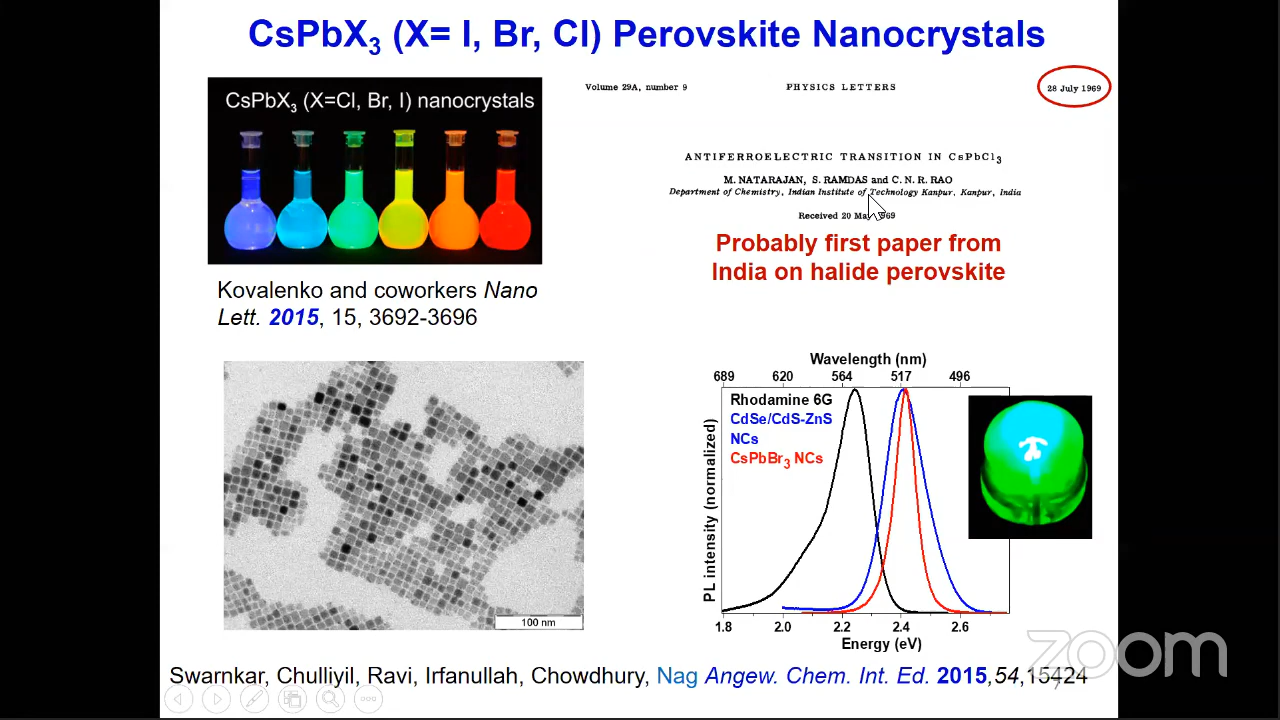 CsPbX3 (X= I, Br, Cl) Perovskite Nanocrystals
CsPbX3 (X=Cl, Br, I) nanocrystals
Kovalenko and coworkers Nano
Lett. 2015, 15, 3692-3696
Volume 29A, number 9
PHYSICS LETTERS
28 July 1969
ANTIFERROELECTRIC TRANSITION IN CsPbCl3
M. NATARAJAN, S. RAMDAS and C. N. R. RAO
Department of Chemistry, Indian Institute of Technology Kanpur, Kanpur, India
Received 20 May 1969
Probably first paper from
India on halide perovskite
100 nm
Wavelength (nm)
689 620 564 517 496
Rhodamine 6G
CdSe/CdS-ZnS
NCs
CsPbBr3 NCs
PL intensity (normalized)
1.8 2.0 2.2 2.4 2.6
Energy (eV)
Swarnkar, Chulliyil, Ravi, Irfanullah, Chowdhury, Nag Angew. Chem. Int. Ed. 2015,54,15424
7
zoom